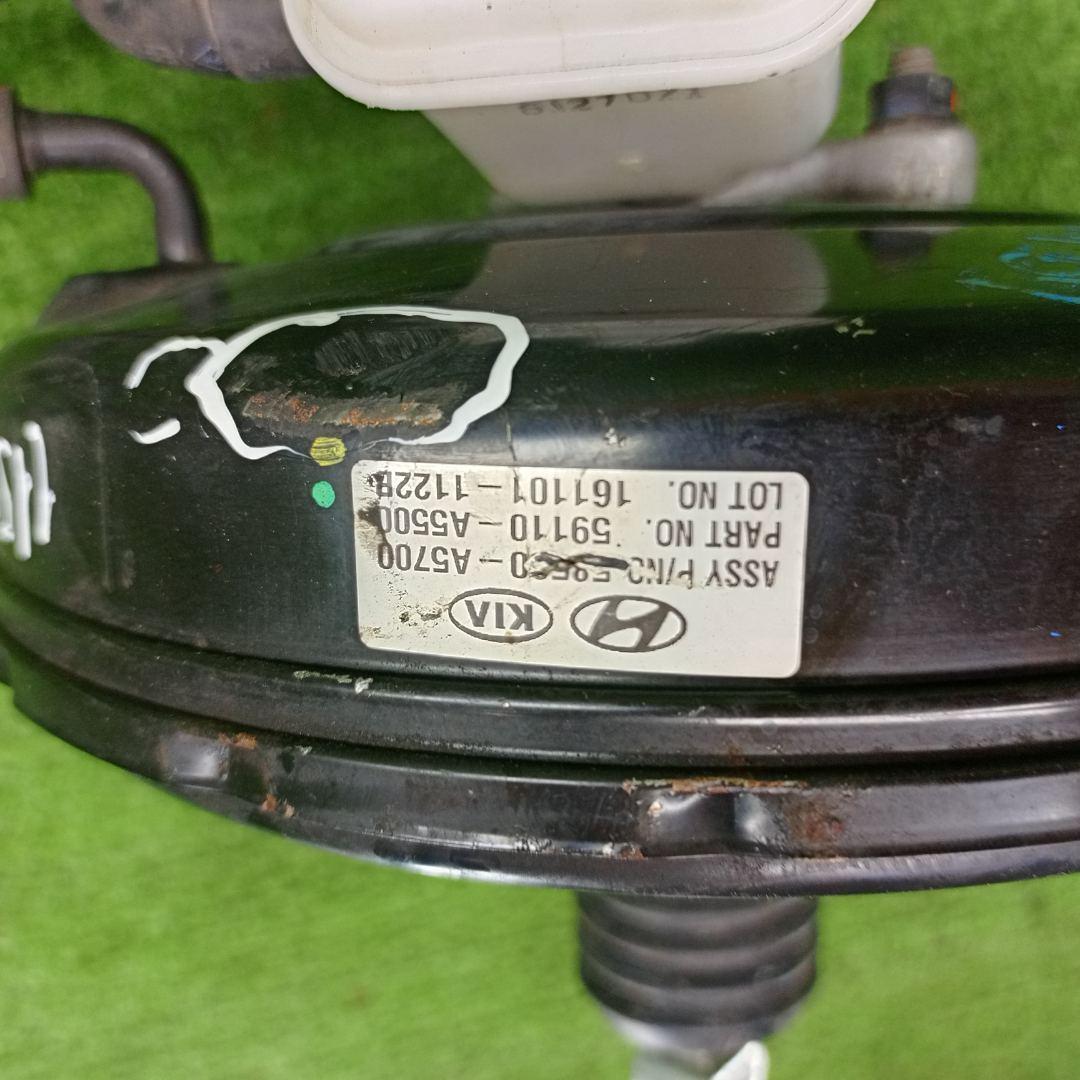 KIA
ASSY P/NO A5700
PART NO. 59110-A5500
LOT NO. 161101-1122B